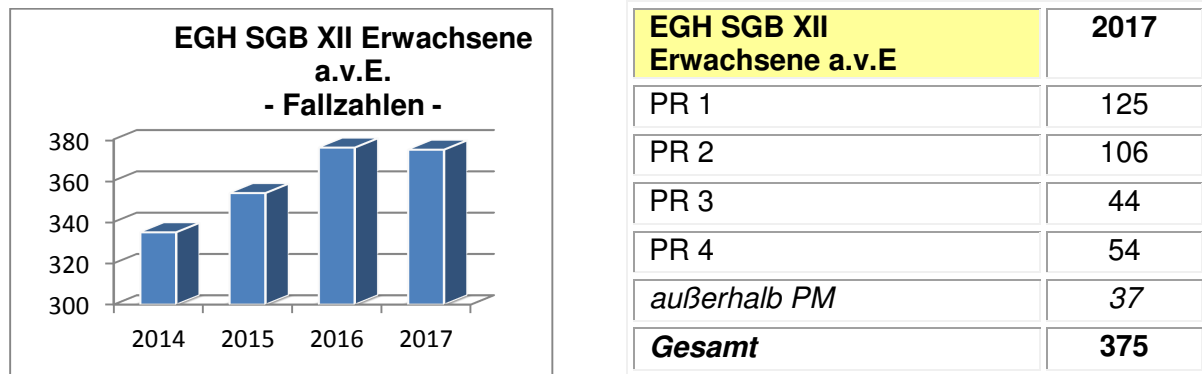 EGH SGB XII Erwachsene
a.v.E.
- Fallzahlen -
380
360
340
320
300
2014 2015 2016 2017
EGH SGB XII
Erwachsene a.v.E 2017
PR 1 125
PR 2 106
PR 3 44
PR 4 54
außerhalb PM 37
Gesamt 375